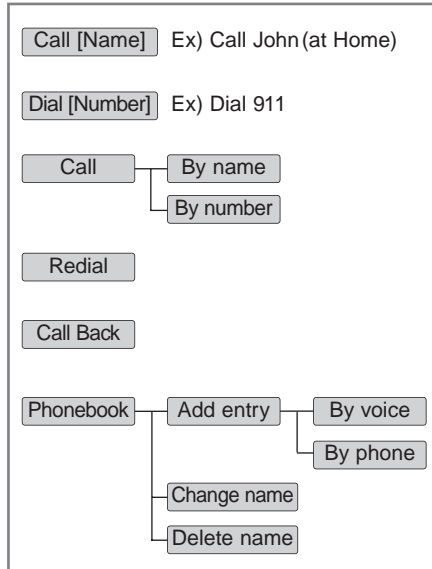 Call [Name] Ex) Call John (at Home)
Dial [Number] Ex) Dial 911
Call By name
By number
Redial
Call Back
Phonebook Add entry By voice
By phone
Change name
Delete name